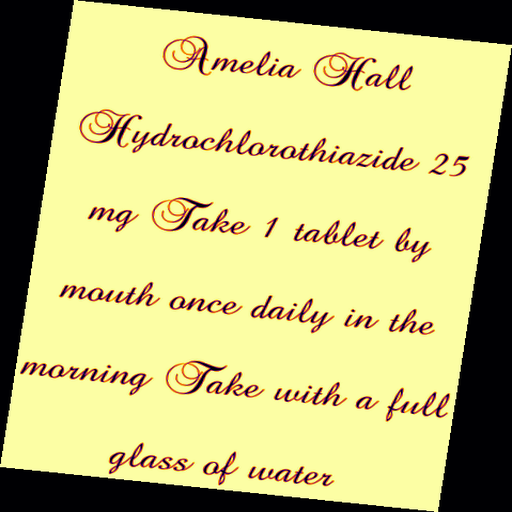 Amelia Hall
Hydrochlorothiazide 25
mg Take 1 tablet by
mouth once daily in the
morning Take with a full
glass of water